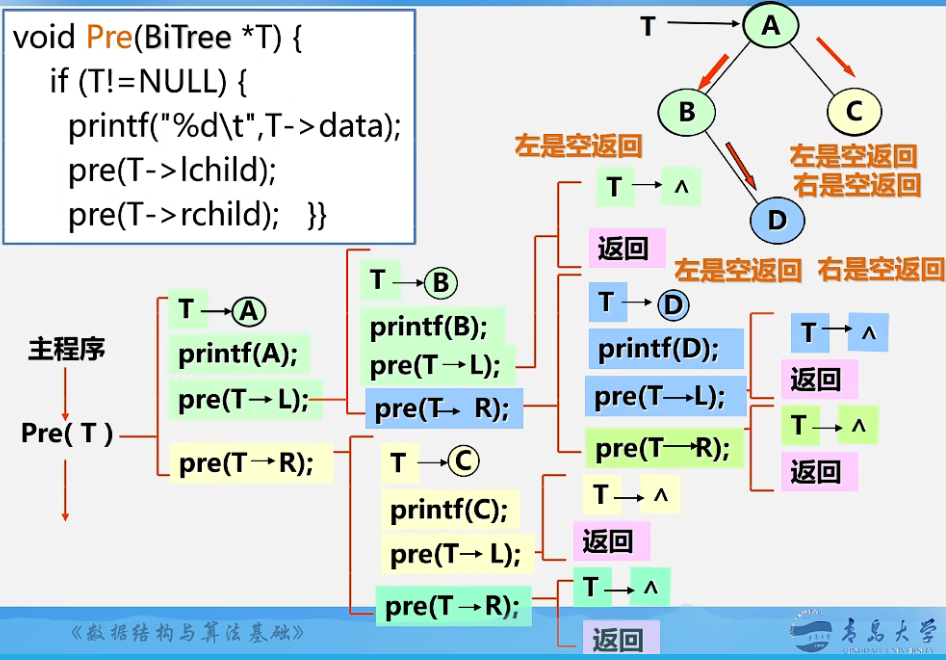 void Pre(BiTree *T) {
if (T!=NULL) {
printf("%d\t",T->data);
pre(T->lchild);
pre(T->rchild); }}
T
A
B
C
D
左是空返回
左是空返回
右是空返回
左是空返回 右是空返回
主程序
Pre( T )
T→A
printf(A);
pre(T→L);
pre(T→R);
T→B
printf(B);
pre(T→L);
pre(T→ R);
T→^
返回
T→D
printf(D);
pre(T→L);
pre(T→R);
T→^
返回
T→^
返回
T→C
printf(C);
pre(T→ L);
pre(T→R);
T→^
返回
T→^
返回
《数据结构与算法基础》
青岛大学
QINGDAO UNIVERSITY